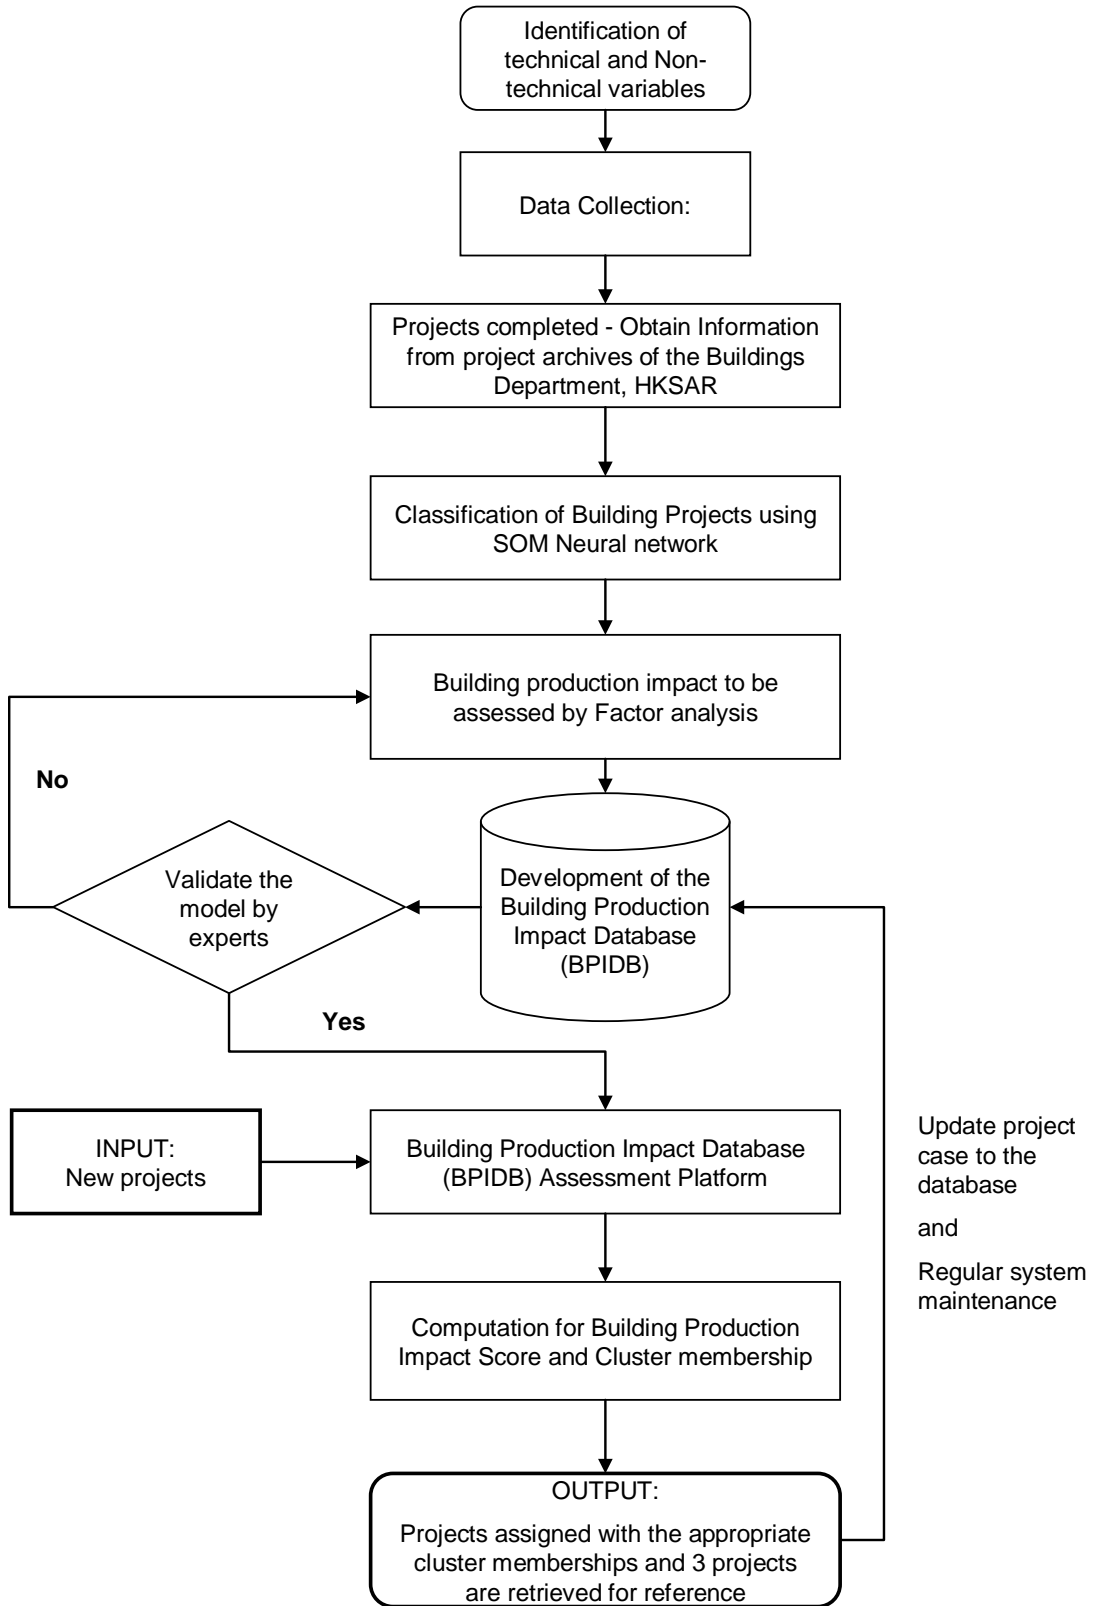 Identification of
technical and Non-
technical variables
Data Collection:
Projects completed - Obtain Information
from project archives of the Buildings
Department, HKSAR
Classification of Building Projects using
SOM Neural network
Building production impact to be
assessed by Factor analysis
No
Validate the
model by
experts
Development of the
Building Production
Impact Database
(BPIDB)
Yes
INPUT:
New projects
Building Production Impact Database
(BPIDB) Assessment Platform
Update project
case to the
database
and
Regular system
maintenance
Computation for Building Production
Impact Score and Cluster membership
OUTPUT:
Projects assigned with the appropriate
cluster memberships and 3 projects
are retrieved for reference